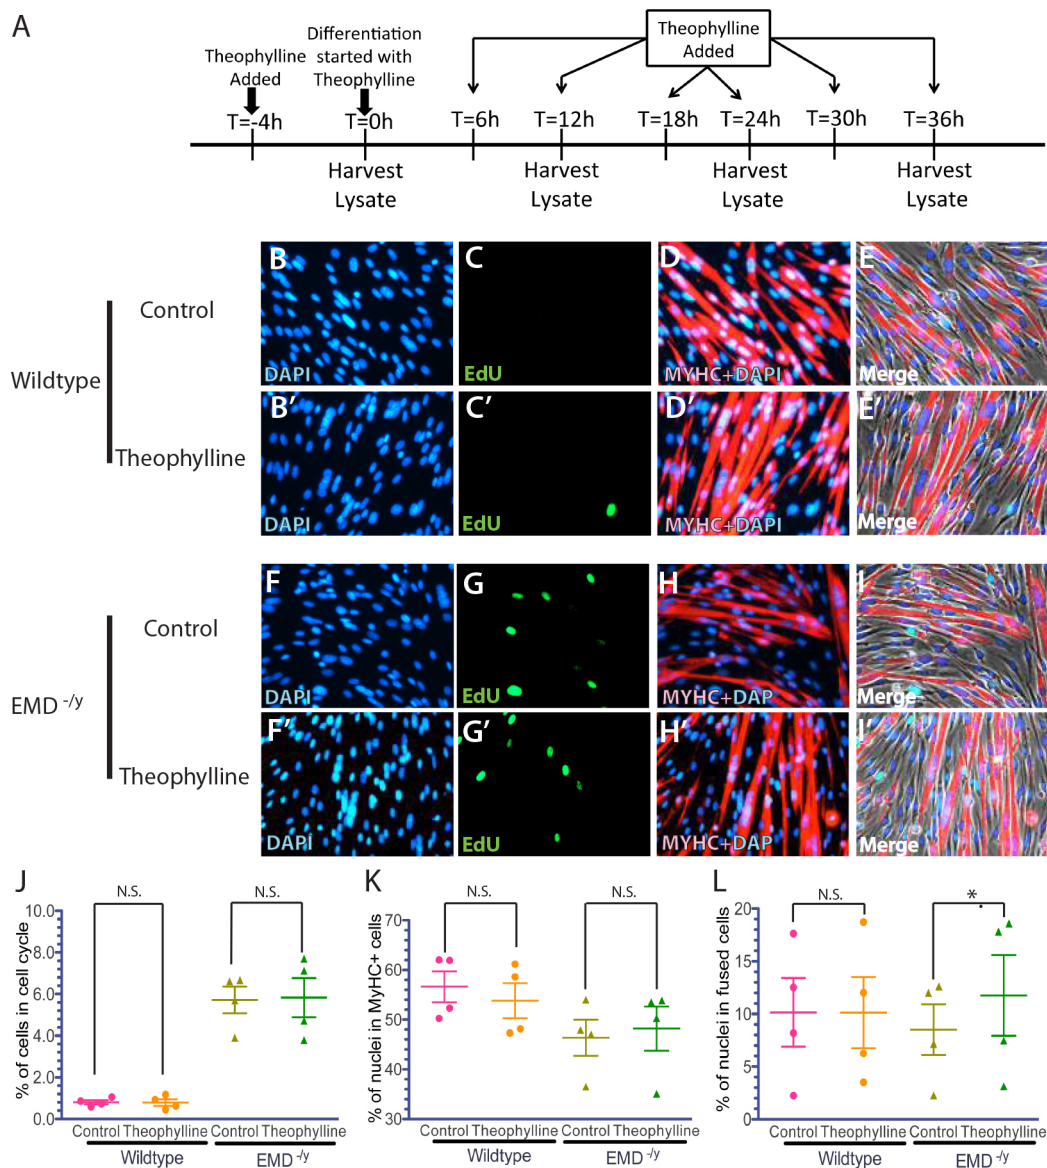 A
Theophylline
Added
Differentiation
started with
Theophylline
Theophylline
Added
T=-4h T=0h T=6h T=12h T=18h T=24h T=30h T=36h
Harvest
Lysate
Harvest
Lysate
Harvest
Lysate
Harvest
Lysate
Wildtype
Control
B
DAPI
C
EdU
D
MYHC+DAPI
E
Merge
Theophylline
B′
DAPI
C′
EdU
D′
MYHC+DAPI
E′
Merge
EMD -/y
Control
F
DAPI
G
EdU
H
MYHC+DAP
I
Merge
Theophylline
F′
DAPI
G′
EdU
H′
MYHC+DAP
I′
Merge
J
% of cells in cell cycle
10.0
8.0
6.0
4.0
2.0
0.0
N.S.
N.S.
Control Theophylline Control Theophylline
Wildtype EMD -/y
K
% of nuclei in MyHC+ cells
70
60
50
40
30
N.S.
N.S.
Control Theophylline Control Theophylline
Wildtype EMD -/y
L
% of nuclei in fused cells
20
15
10
5
0
N.S.
*.
Control Theophylline Control Theophylline
Wildtype EMD -/y